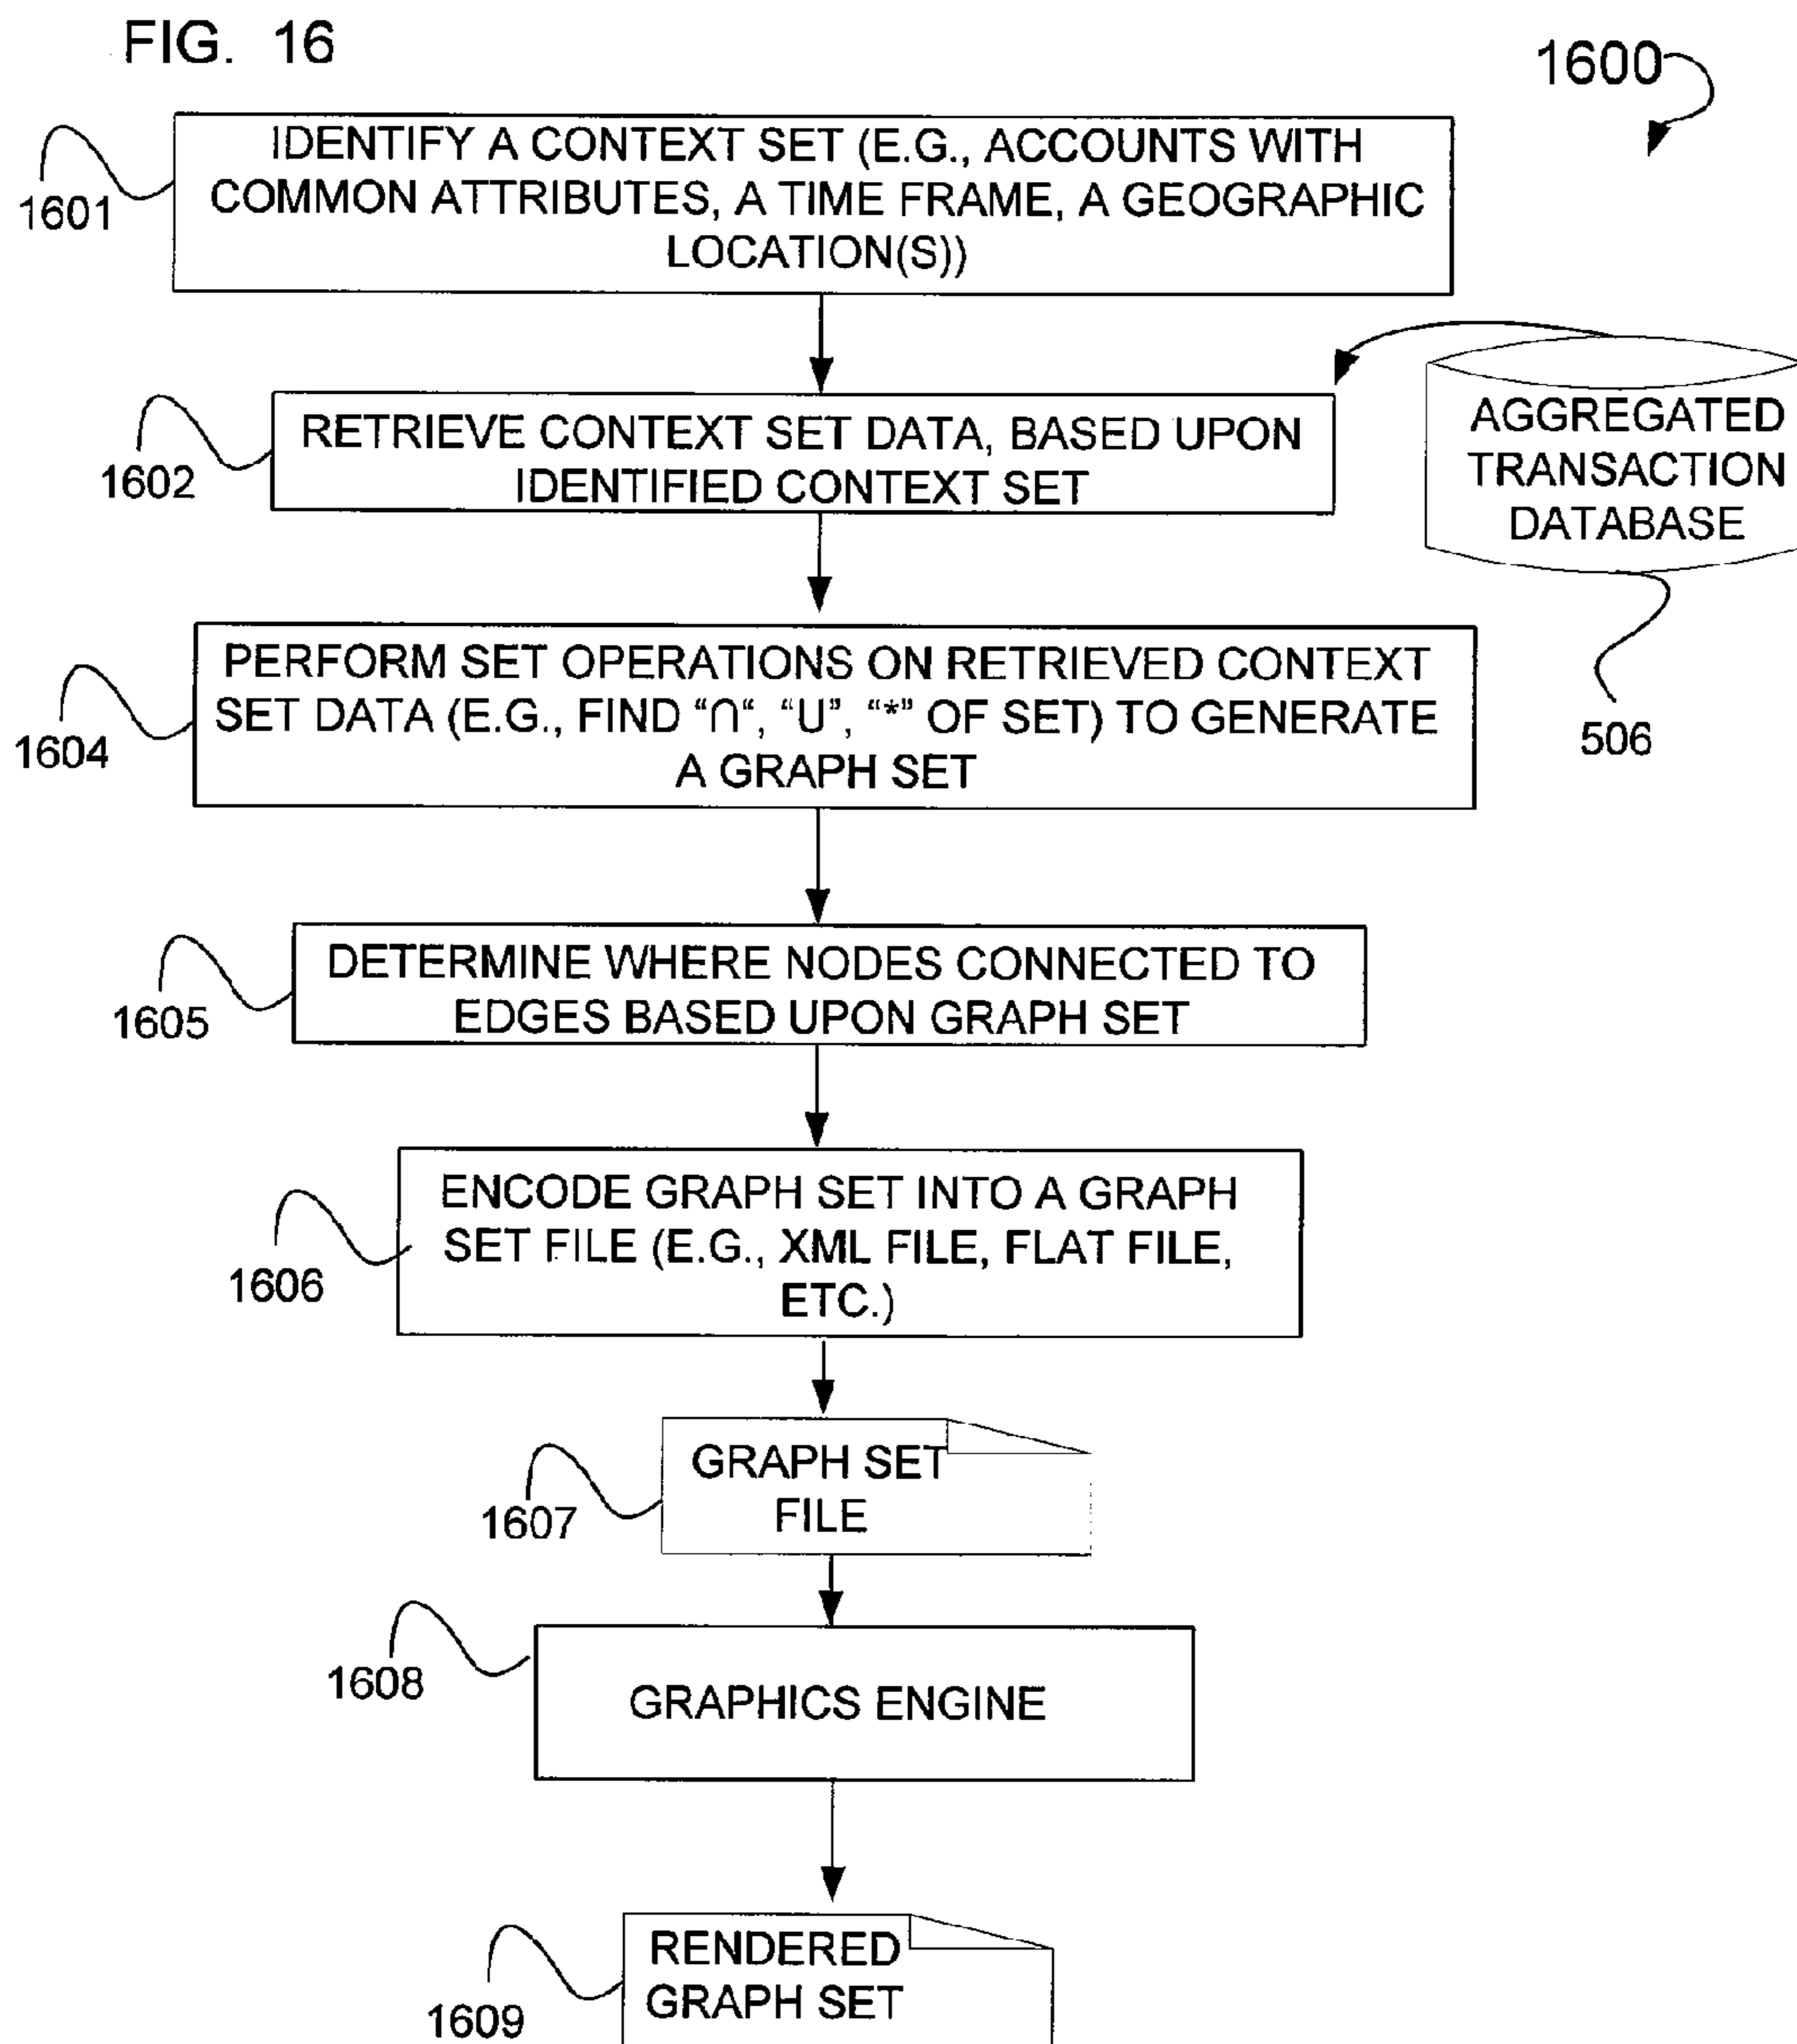 FIG. 16
1600
IDENTIFY A CONTEXT SET (E.G., ACCOUNTS WITH
COMMON ATTRIBUTES, A TIME FRAME, A GEOGRAPHIC
LOCATION(S))
1601
RETRIEVE CONTEXT SET DATA, BASED UPON
IDENTIFIED CONTEXT SET
1602
AGGREGATED
TRANSACTION
DATABASE
506
PERFORM SET OPERATIONS ON RETRIEVED CONTEXT
SET DATA (E.G., FIND “∩“, “U”, “*” OF SET) TO GENERATE
A GRAPH SET
1604
DETERMINE WHERE NODES CONNECTED TO
EDGES BASED UPON GRAPH SET
1605
ENCODE GRAPH SET INTO A GRAPH
SET FILE (E.G., XML FILE, FLAT FILE,
ETC.)
1606
GRAPH SET
FILE
1607
GRAPHICS ENGINE
1608
RENDERED
GRAPH SET
1609